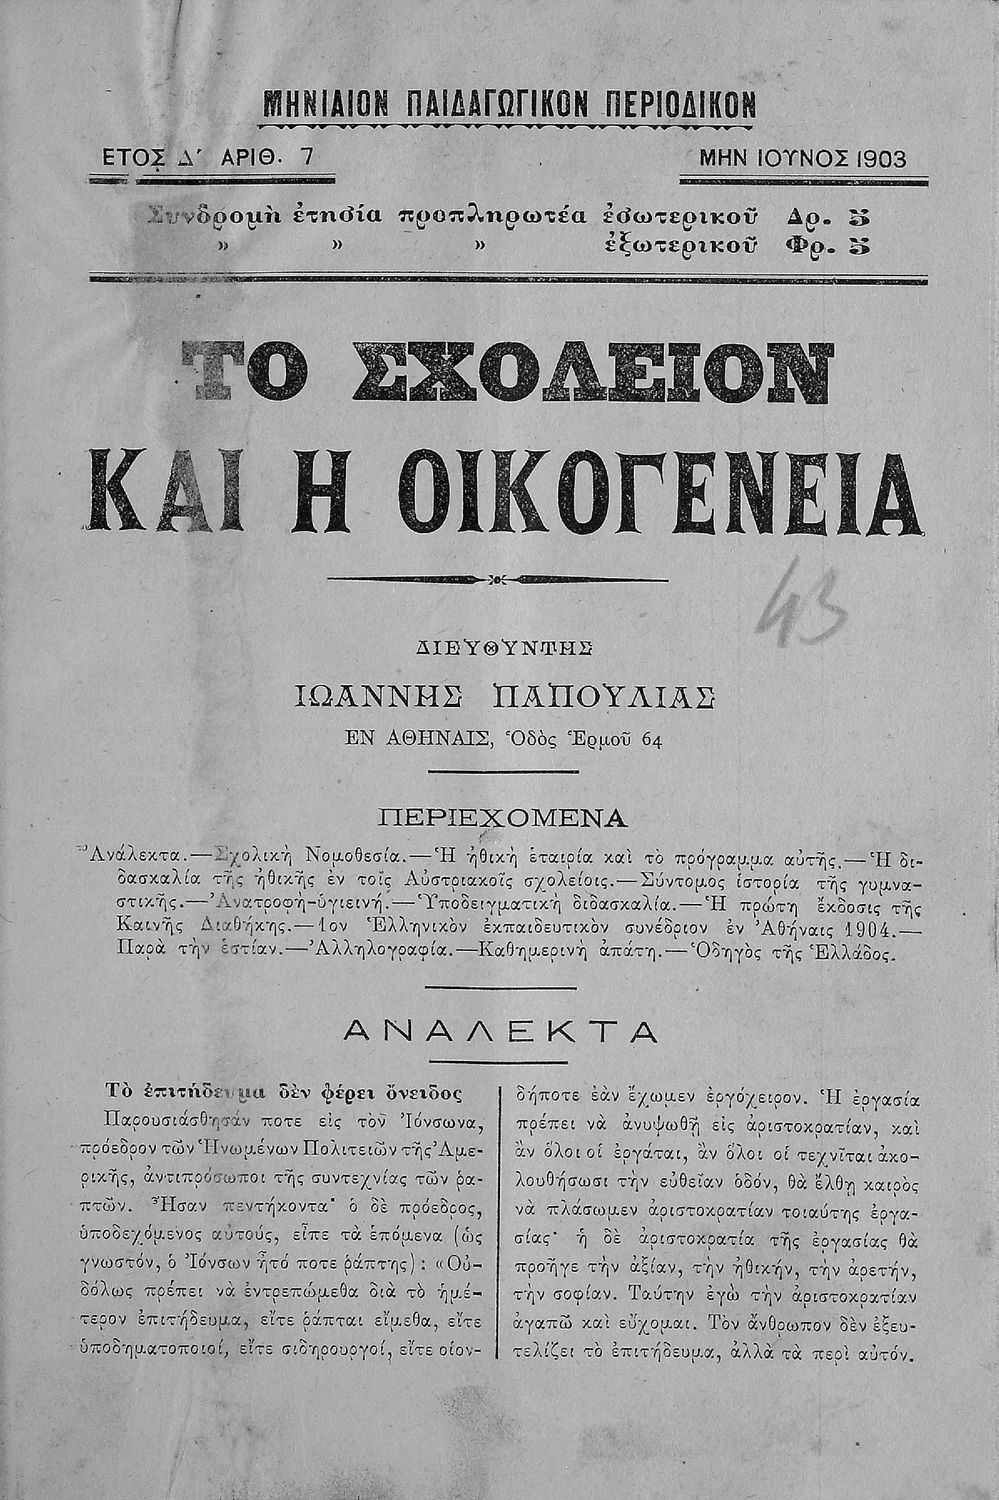 ΜΗΝΙΑΙΟΝ ΠΑΙΔΑΓΩΓΙΚΟΝ ΠΕΡΙΟΔΙΚΟΝ
ΕΤΟΣ Δ΄ ΑΡΙΘ. 7
ΜΗΝ ΙΟΥΝΟΣ 1903
Συνδρομὴ ἐτησία προπληρωτέα ἐσωτερικοῦ Δρ. 5
» » » ἐξωτερικοῦ Φρ. 5
ΤΟ ΣΧΟΛΕΙΟΝ
ΚΑΙ Η ΟΙΚΟΓΕΝΕΙΑ
43
ΔΙΕΥΘΥΝΤΗΣ
ΙΩΑΝΝΗΣ ΠΑΠΟΥΛΙΑΣ
ΕΝ ΑΘΗΝΑΙΣ, Ὁδὸς Ἑρμοῦ 64
ΠΕΡΙΕΧΟΜΕΝΑ
Ἀνάλεκτα.—Σχολικὴ Νομοθεσία.—Ἡ ἠθικὴ ἑταιρία καὶ τὸ πρόγραμμα αὐτῆς.—Ἡ δι-
δασκαλία τῆς ἠθικῆς ἐν τοῖς Αὐστριακοῖς σχολείοις.—Σύντομος ἱστορία τῆς γυμνα-
στικῆς.—Ἀνατροφὴ-ὑγιεινή.—Ὑποδειγματικὴ διδασκαλία.—Ἡ πρώτη ἔκδοσις τῆς
Καινῆς Διαθήκης.—1ον Ἑλληνικὸν ἐκπαιδευτικὸν συνέδριον ἐν Ἀθήναις 1904.—
Παρὰ τὴν ἑστίαν.—Ἀλληλογραφία.—Καθημερινὴ ἀπάτη.—Ὁδηγὸς τῆς Ἑλλάδος.
ΑΝΑΛΕΚΤΑ
Τὸ ἐπιτήδευμα δὲν φέρει ὄνειδος
Παρουσιάσθησάν ποτε εἰς τὸν Ἰόνσωνα,
πρόεδρον τῶν Ἡνωμένων Πολιτειῶν τῆς Ἀμε-
ρικῆς, ἀντιπρόσωποι τῆς συντεχνίας τῶν ῥα-
πτῶν. Ἦσαν πεντήκοντα· ὁ δὲ πρόεδρος,
ὑποδεχόμενος αὐτούς, εἶπε τὰ ἑπόμενα (ὡς
γνωστόν, ὁ Ἰόνσων ἦτό ποτε ῥάπτης) : «Οὐ-
δόλως πρέπει νὰ ἐντρεπώμεθα διὰ τὸ ἡμέ-
τερον ἐπιτήδευμα, εἴτε ῥάπται εἴμεθα, εἴτε
ὑποδηματοποιοί, εἴτε σιδηρουργοί, εἴτε οἱον-
δήποτε ἐὰν ἔχωμεν ἐργόχειρον. Ἡ ἐργασία
πρέπει νὰ ἀνυψωθῇ εἰς ἀριστοκρατίαν, καὶ
ἂν ὅλοι οἱ ἐργάται, ἂν ὅλοι οἱ τεχνῖται ἀκο-
λουθήσωσι τὴν εὐθεῖαν ὁδόν, θὰ ἔλθῃ καιρὸς
νὰ πλάσωμεν ἀριστοκρατίαν τοιαύτης ἐργα-
σίας· ἡ δὲ ἀριστοκρατία τῆς ἐργασίας θὰ
προῆγε τὴν ἀξίαν, τὴν ἠθικήν, τὴν ἀρετήν,
τὴν σοφίαν. Ταύτην ἐγὼ τὴν ἀριστοκρατίαν
ἀγαπῶ καὶ εὔχομαι. Τὸν ἄνθρωπον δὲν ἐξευ-
τελίζει τὸ ἐπιτήδευμα, ἀλλὰ τὰ περὶ αὐτόν.